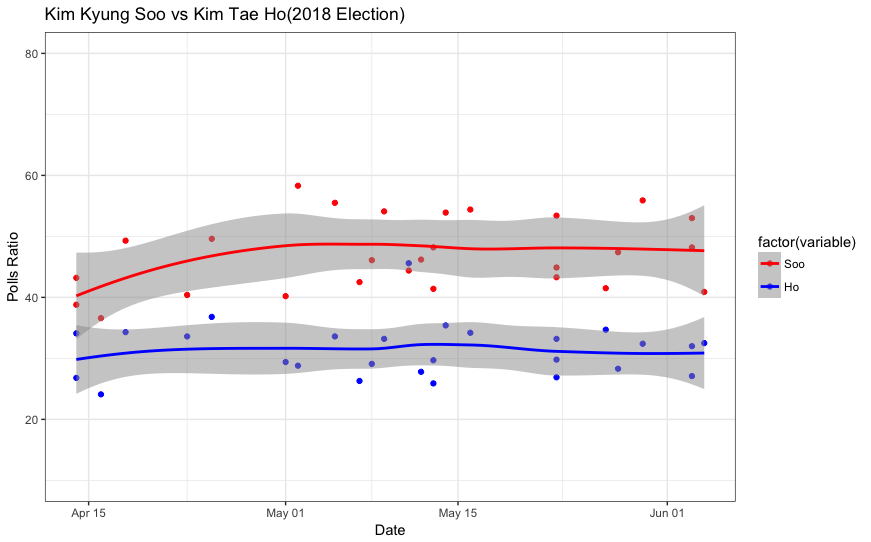 Kim Kyung Soo vs Kim Tae Ho(2018 Election)
80
60
40
20
Polls Ratio
Apr 15
May 01
May 15
Jun 01
Date
factor(variable)
Soo
Ho